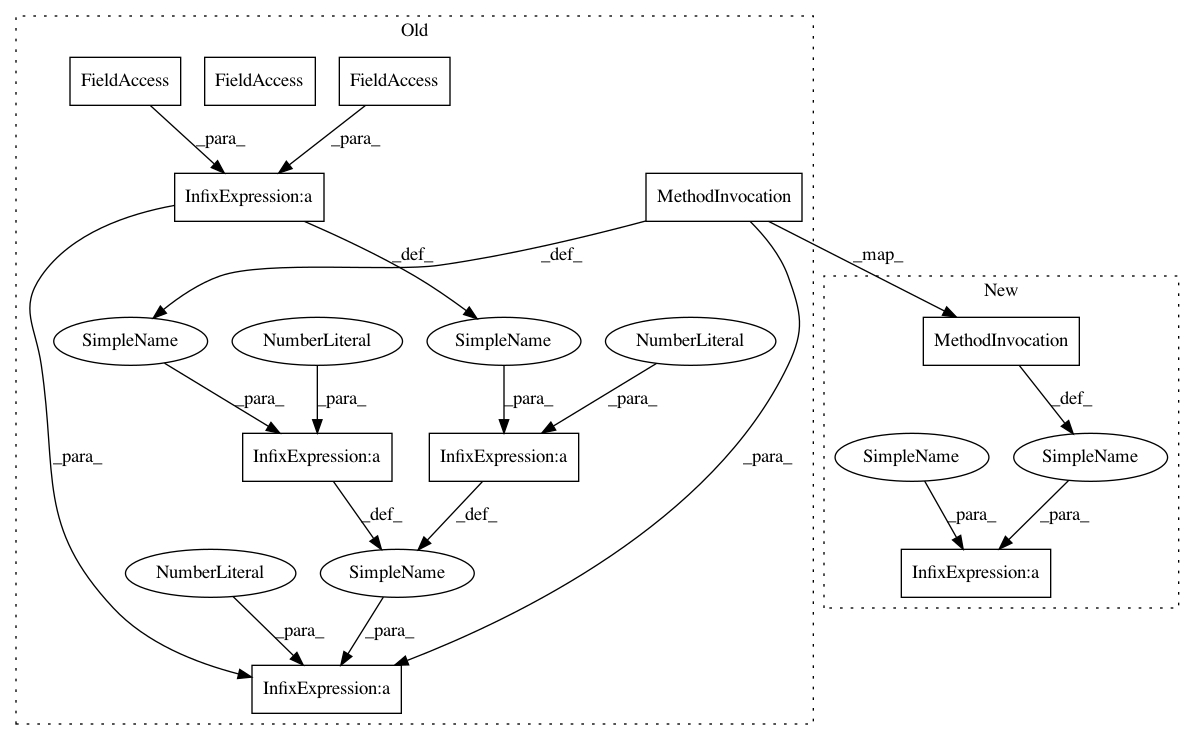 Old
FieldAccess FieldAccess FieldAccess
_para_ _para_
InfixExpression:a MethodInvocation
_def_ _def_ _map_
New
SimpleName NumberLiteral SimpleName NumberLiteral MethodInvocation
_para_ _para_ _para_ _para_ _def_
_para_ InfixExpression:a InfixExpression:a _para_ SimpleName SimpleName
_def_ _def_ _para_ _para_
NumberLiteral SimpleName InfixExpression:a
_para_ _para_
InfixExpression:a